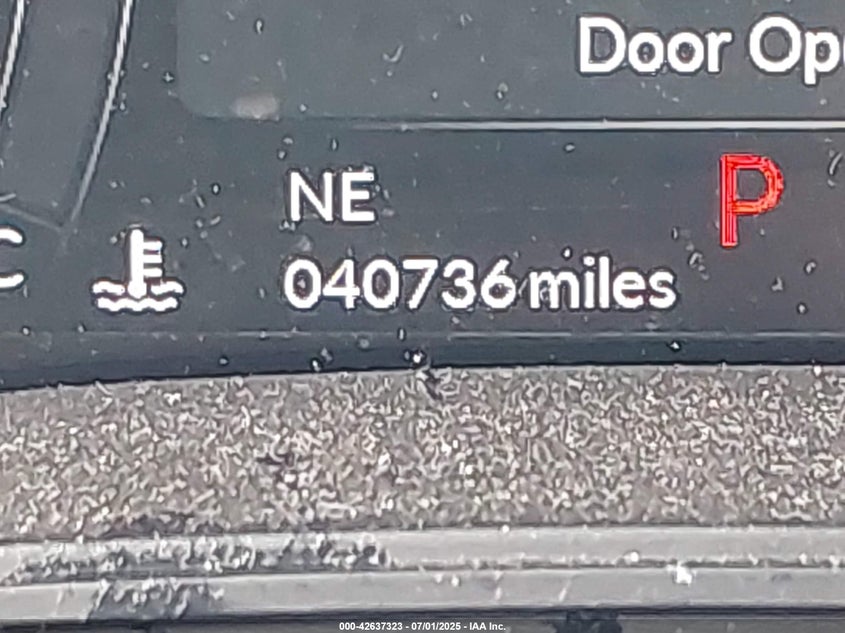 Door Op
NE
P
C
040736 miles
000-42637323 - 07/01/2025 - IAA Inc.